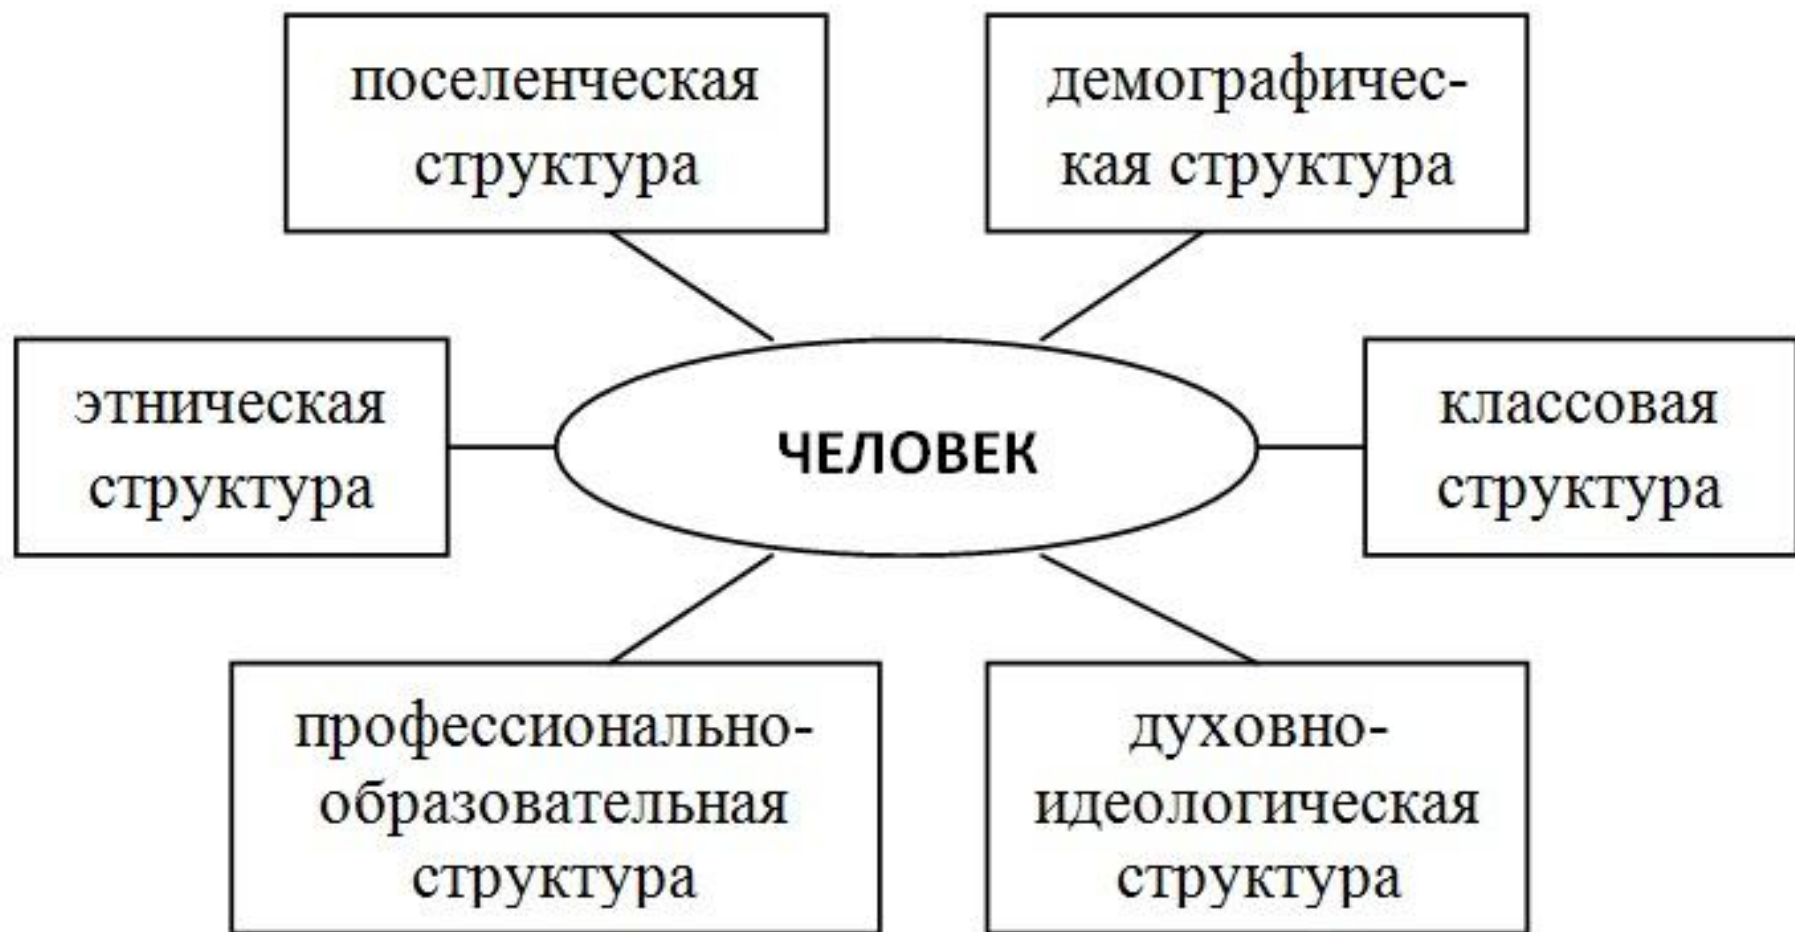 поселенческая
структура
демографичес-
кая структура
этническая
структура
ЧЕЛОВЕК
классовая
структура
профессионально-
образовательная
структура
духовно-
идеологическая
структура